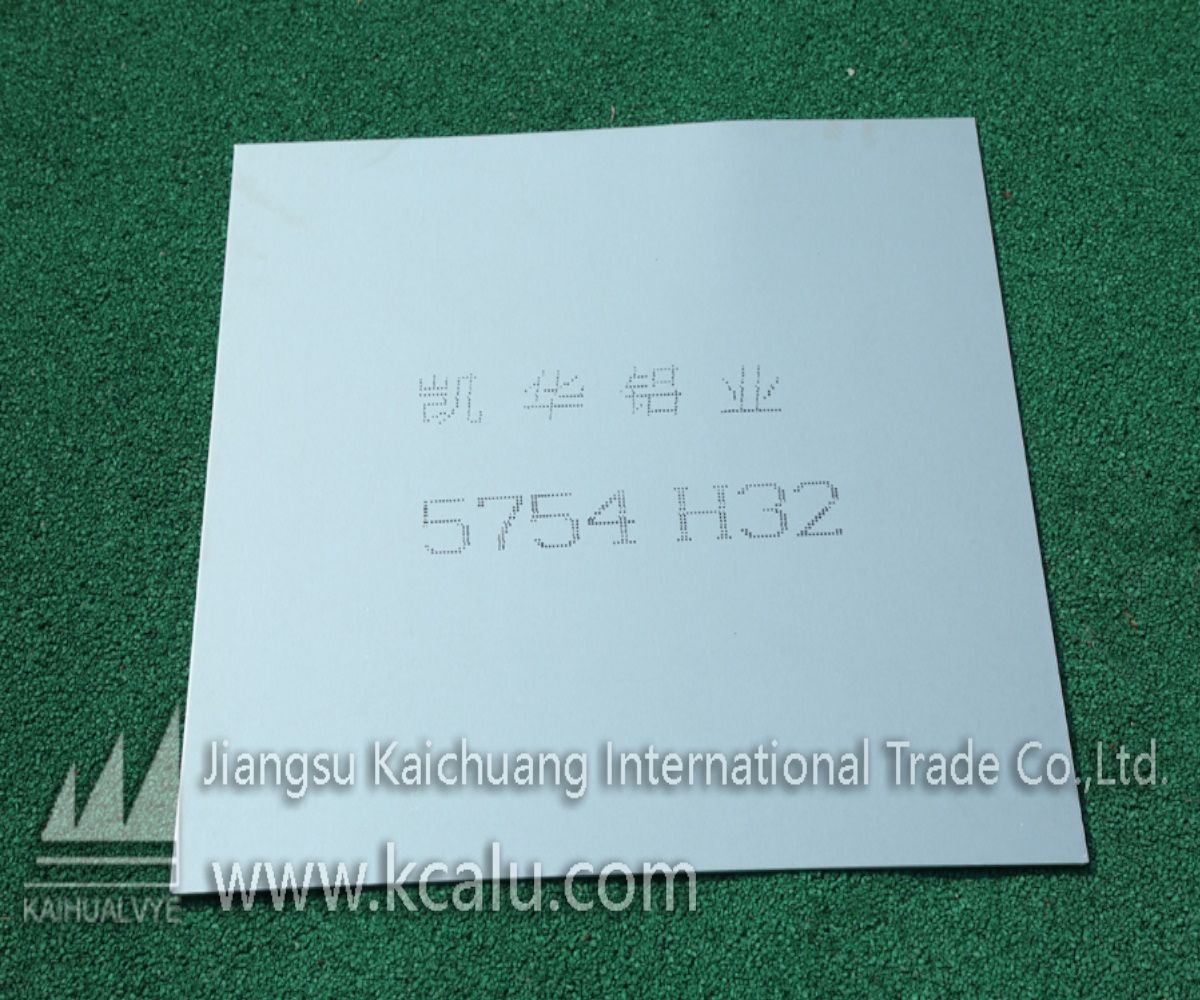 凯华铝业
5754 H32
Jiangsu Kaichuang International Trade Co.,Ltd.
www.kcalu.com
KAIHUALVYE